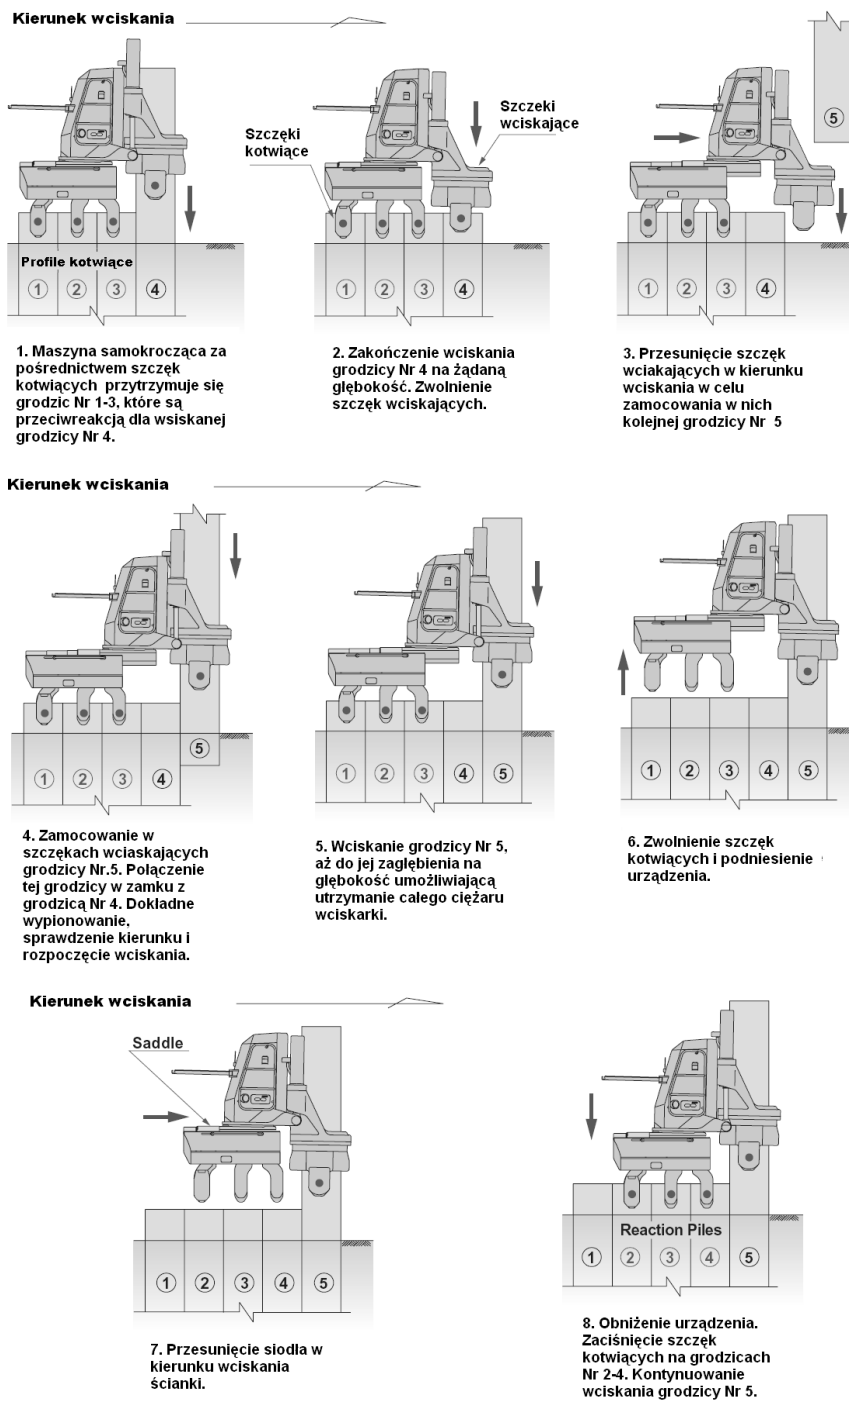 Kierunek wciskania
5
Szczęki
kotwiące
Szczeki
wciskające
Profile kotwiące
1 2 3 4
1 2 3 4
1 2 3 4
1. Maszyna samokrocząca za
pośrednictwem szczęk
kotwiących przytrzymuje się
grodzic Nr 1-3, które są
przeciwreakcją dla wsiskanej
grodzicy Nr 4.
2. Zakończenie wciskania
grodzicy Nr 4 na żądaną
głębokość. Zwolnienie
szczęk wciskających.
3. Przesunięcie szczęk
wciakających w kierunku
wciskania w celu
zamocowania w nich
kolejnej grodzicy Nr 5
Kierunek wciskania
1 2 3 4 5
1 2 3 4 5
1 2 3 4 5
4. Zamocowanie w
szczękach wciaskających
grodzicy Nr.5. Połączenie
tej grodzicy w zamku z
grodzicą Nr 4. Dokładne
wypionowanie,
sprawdzenie kierunku i
rozpoczęcie wciskania.
5. Wciskanie grodzicy Nr 5,
aż do jej zagłębienia na
głębokość umożliwiającą
utrzymanie całego ciężaru
wciskarki.
6. Zwolnienie szczęk
kotwiących i podniesienie
urządzenia.
Kierunek wciskania
Saddle
1 2 3 4 5
Reaction Piles
1 2 3 4 5
7. Przesunięcie siodła w
kierunku wciskania
ścianki.
8. Obniżenie urządzenia.
Zaciśnięcie szczęk
kotwiących na grodzicach
Nr 2-4. Kontynuowanie
wciskania grodzicy Nr 5.